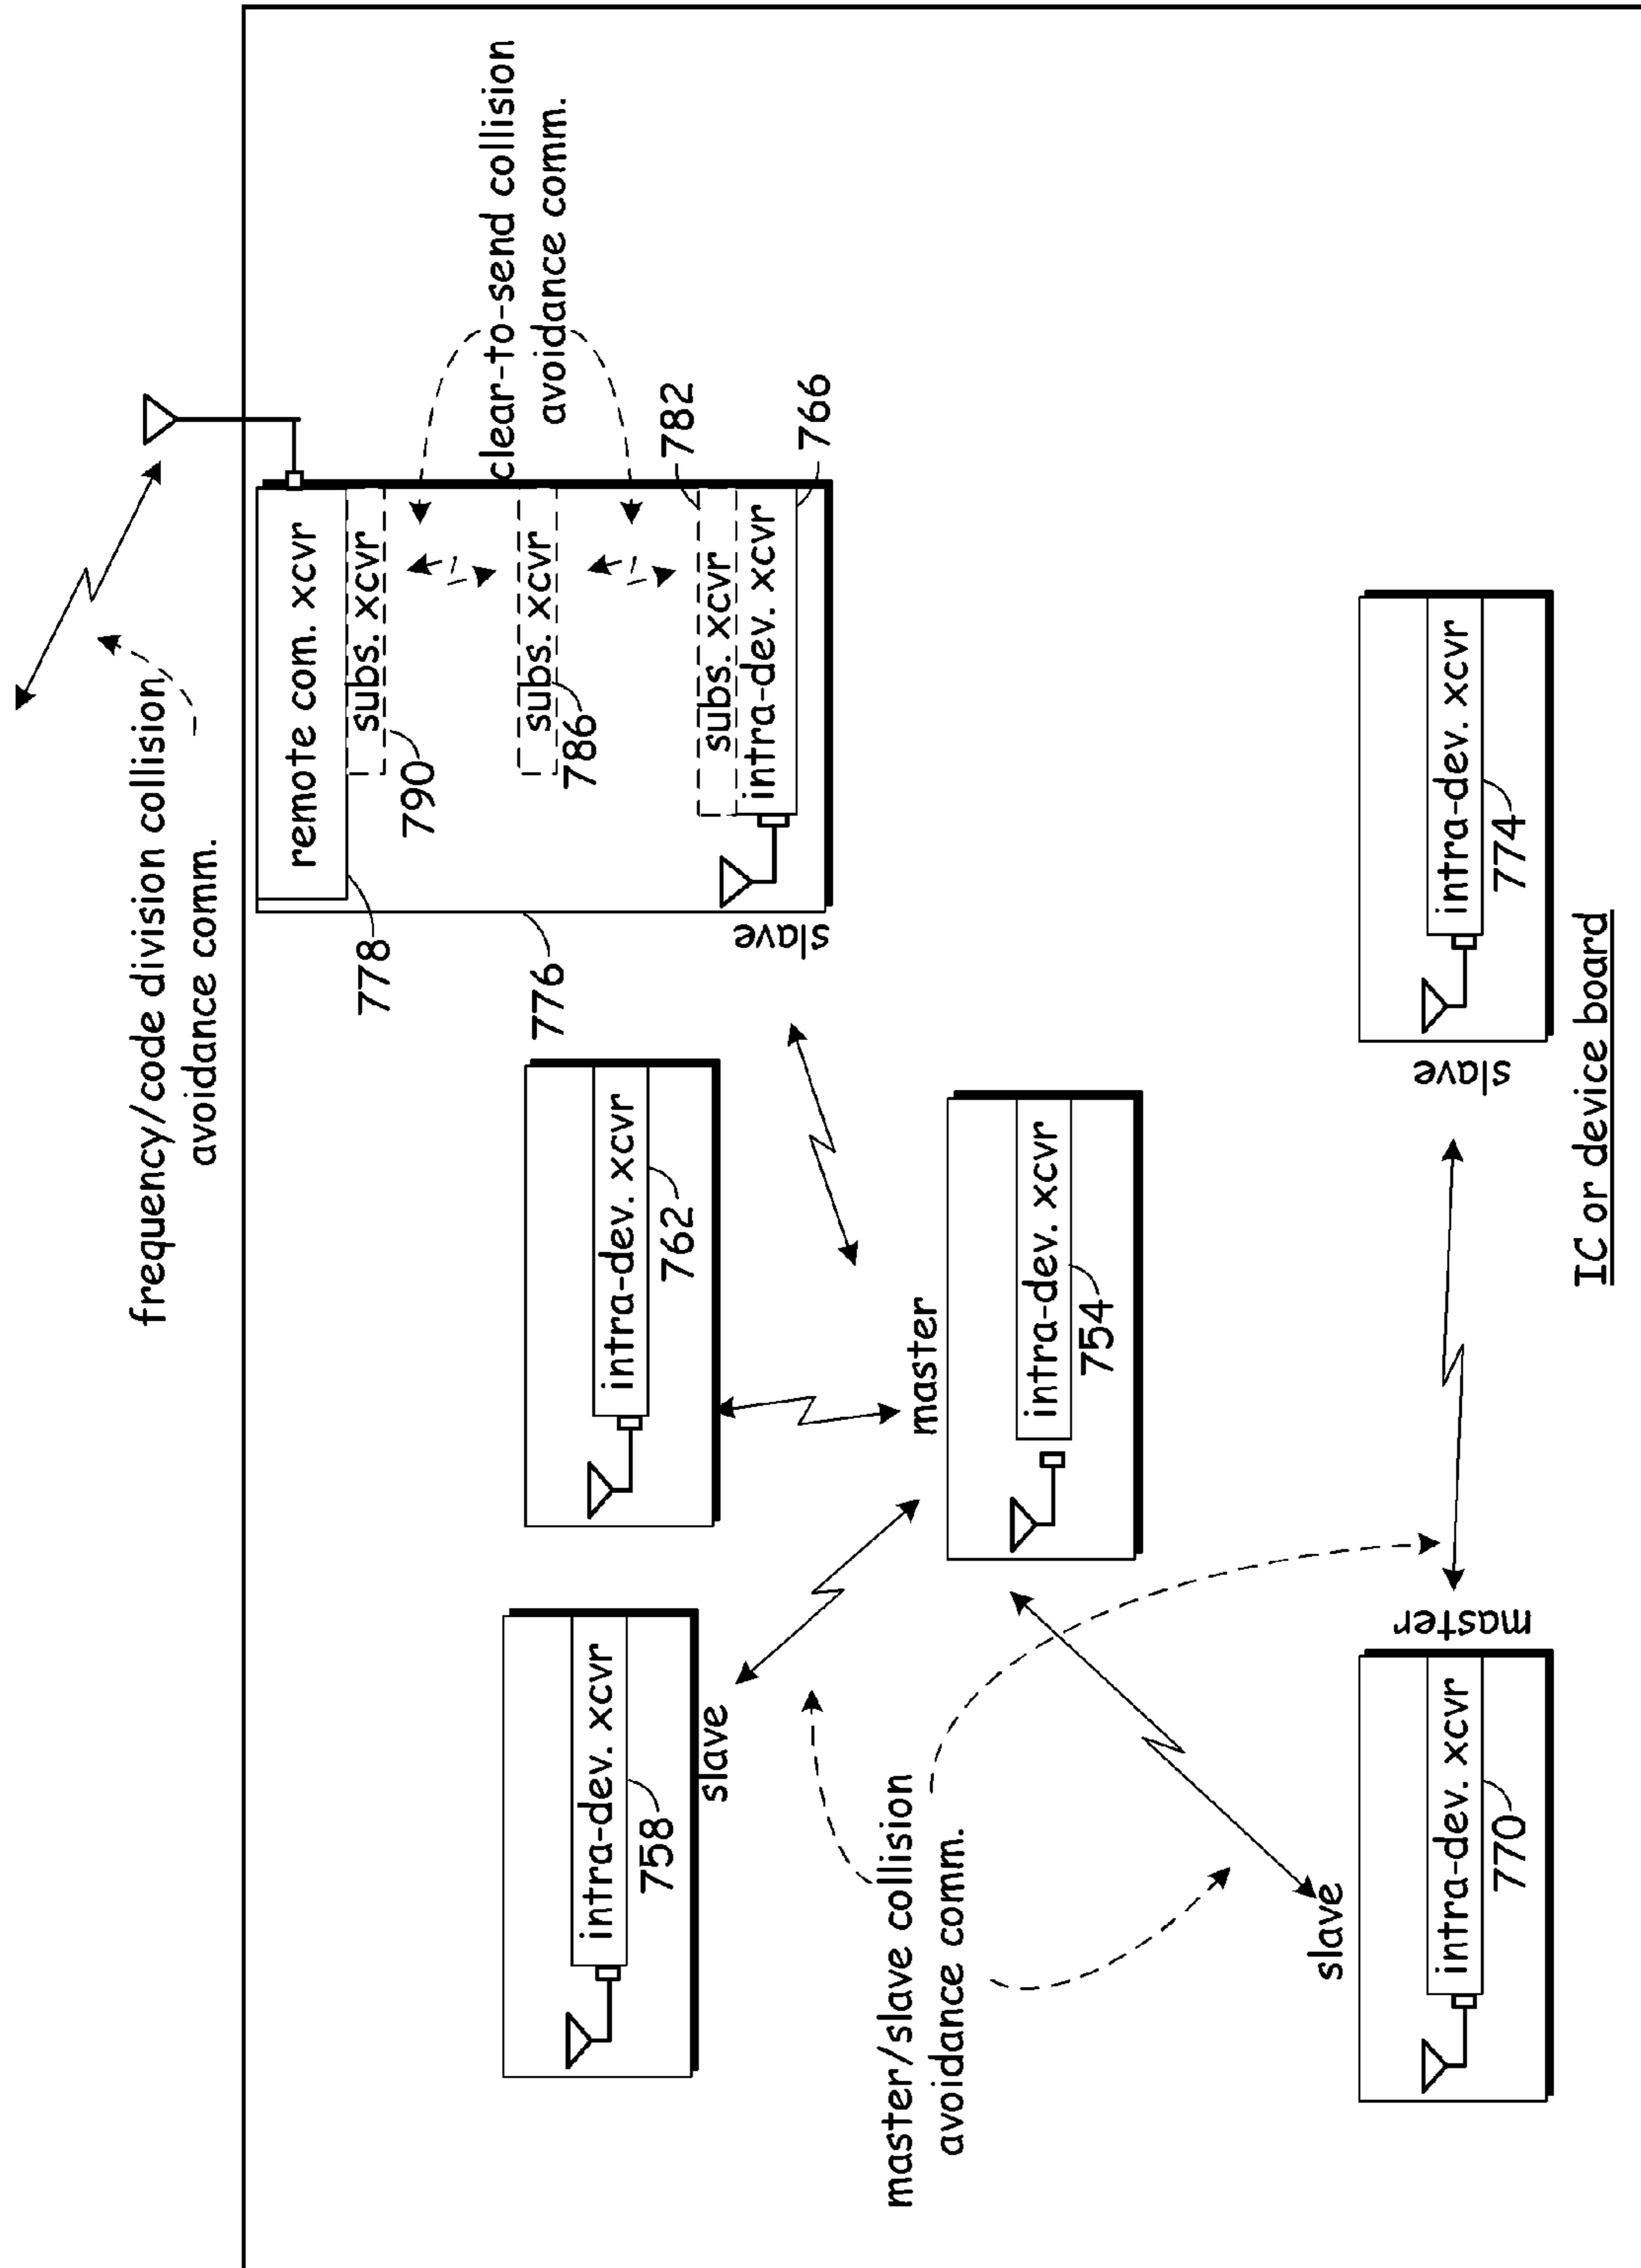 frequency/code division collision
avoidance comm.
clear-to-send collision
avoidance comm.
remote com. xcvr
778
subs. xcvr
790
776
subs. xcvr
786
782
subs. xcvr
intra-dev. xcvr
766
slave
intra-dev. xcvr
758
slave
intra-dev. xcvr
762
master
intra-dev. xcvr
754
master/slave collision
avoidance comm.
slave
intra-dev. xcvr
770
master
slave
intra-dev. xcvr
774
IC or device board